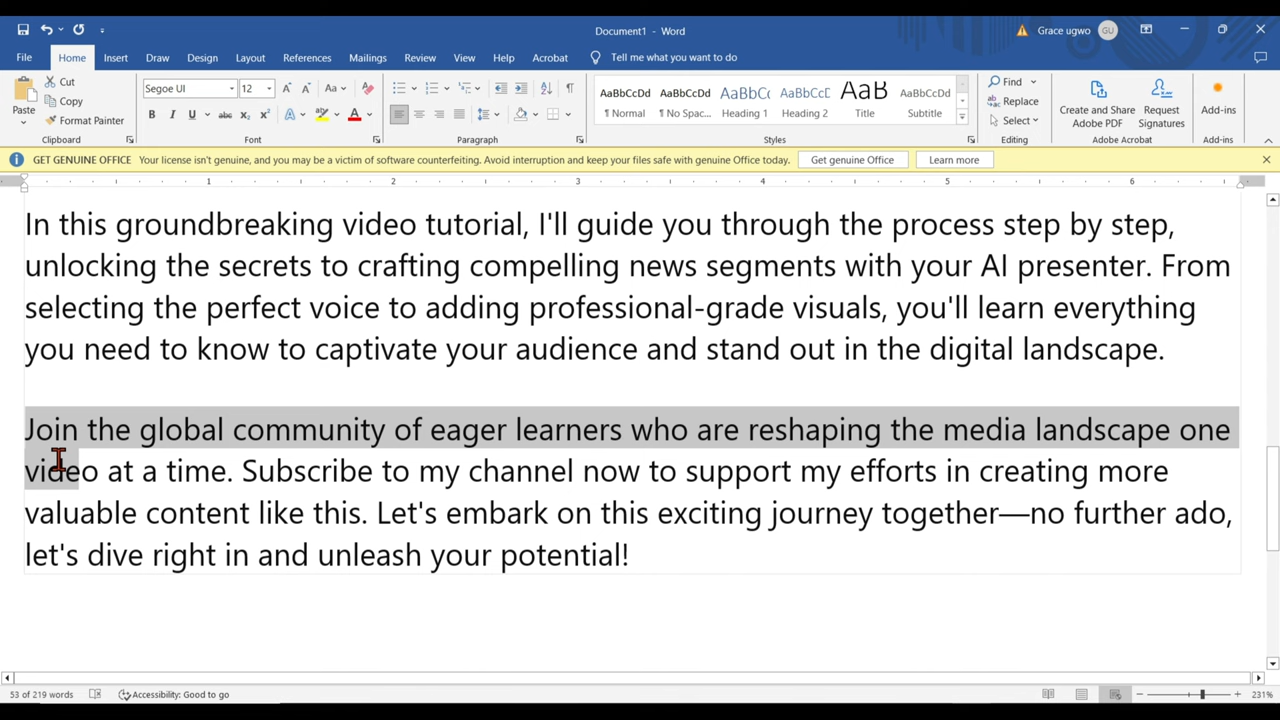 Document1 - Word
Grace ugwo
GU
File Home Insert Draw Design Layout References Mailings Review View Help Acrobat Tell me what you want to do
Paste
Cut
Copy
Format Painter
Clipboard
Segoe UI 12
Font
Paragraph
AaBbCcDd ¶ Normal
AaBbCcDd ¶ No Spac...
AaBbCc Heading 1
AaBbCcD Heading 2
AaB Title
AaBbCcD Subtitle
Styles
Find
Replace
Select
Editing
Create and Share
Adobe PDF
Request
Signatures
Adobe Acrobat
Add-ins
Add-ins
GET GENUINE OFFICE Your license isn't genuine, and you may be a victim of software counterfeiting. Avoid interruption and keep your files safe with genuine Office today. Get genuine Office Learn more
1 2 3 4 5 6
In this groundbreaking video tutorial, I'll guide you through the process step by step,
unlocking the secrets to crafting compelling news segments with your AI presenter. From
selecting the perfect voice to adding professional-grade visuals, you'll learn everything
you need to know to captivate your audience and stand out in the digital landscape.
Join the global community of eager learners who are reshaping the media landscape one
video at a time. Subscribe to my channel now to support my efforts in creating more
valuable content like this. Let's embark on this exciting journey together—no further ado,
let's dive right in and unleash your potential!
53 of 219 words Accessibility: Good to go 231%